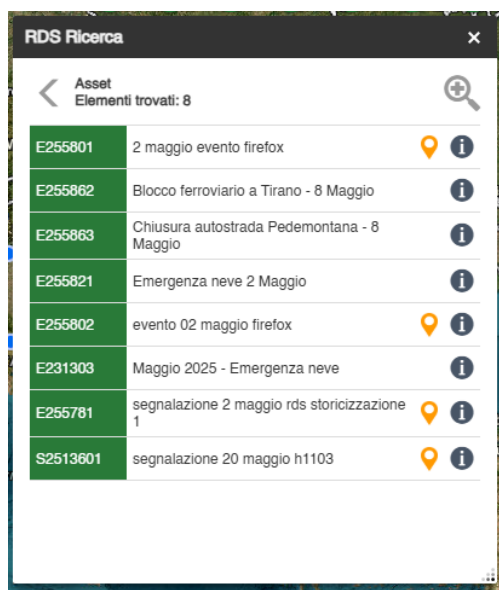 RDS Ricerca
Asset
Elementi trovati: 8
E255801 2 maggio evento firefox
E255862 Blocco ferroviario a Tirano - 8 Maggio
E255863 Chiusura autostrada Pedemontana - 8
Maggio
E255821 Emergenza neve 2 Maggio
E255802 evento 02 maggio firefox
E231303 Maggio 2025 - Emergenza neve
E255781 segnalazione 2 maggio rds storicizzazione
1
S2513601 segnalazione 20 maggio h1103